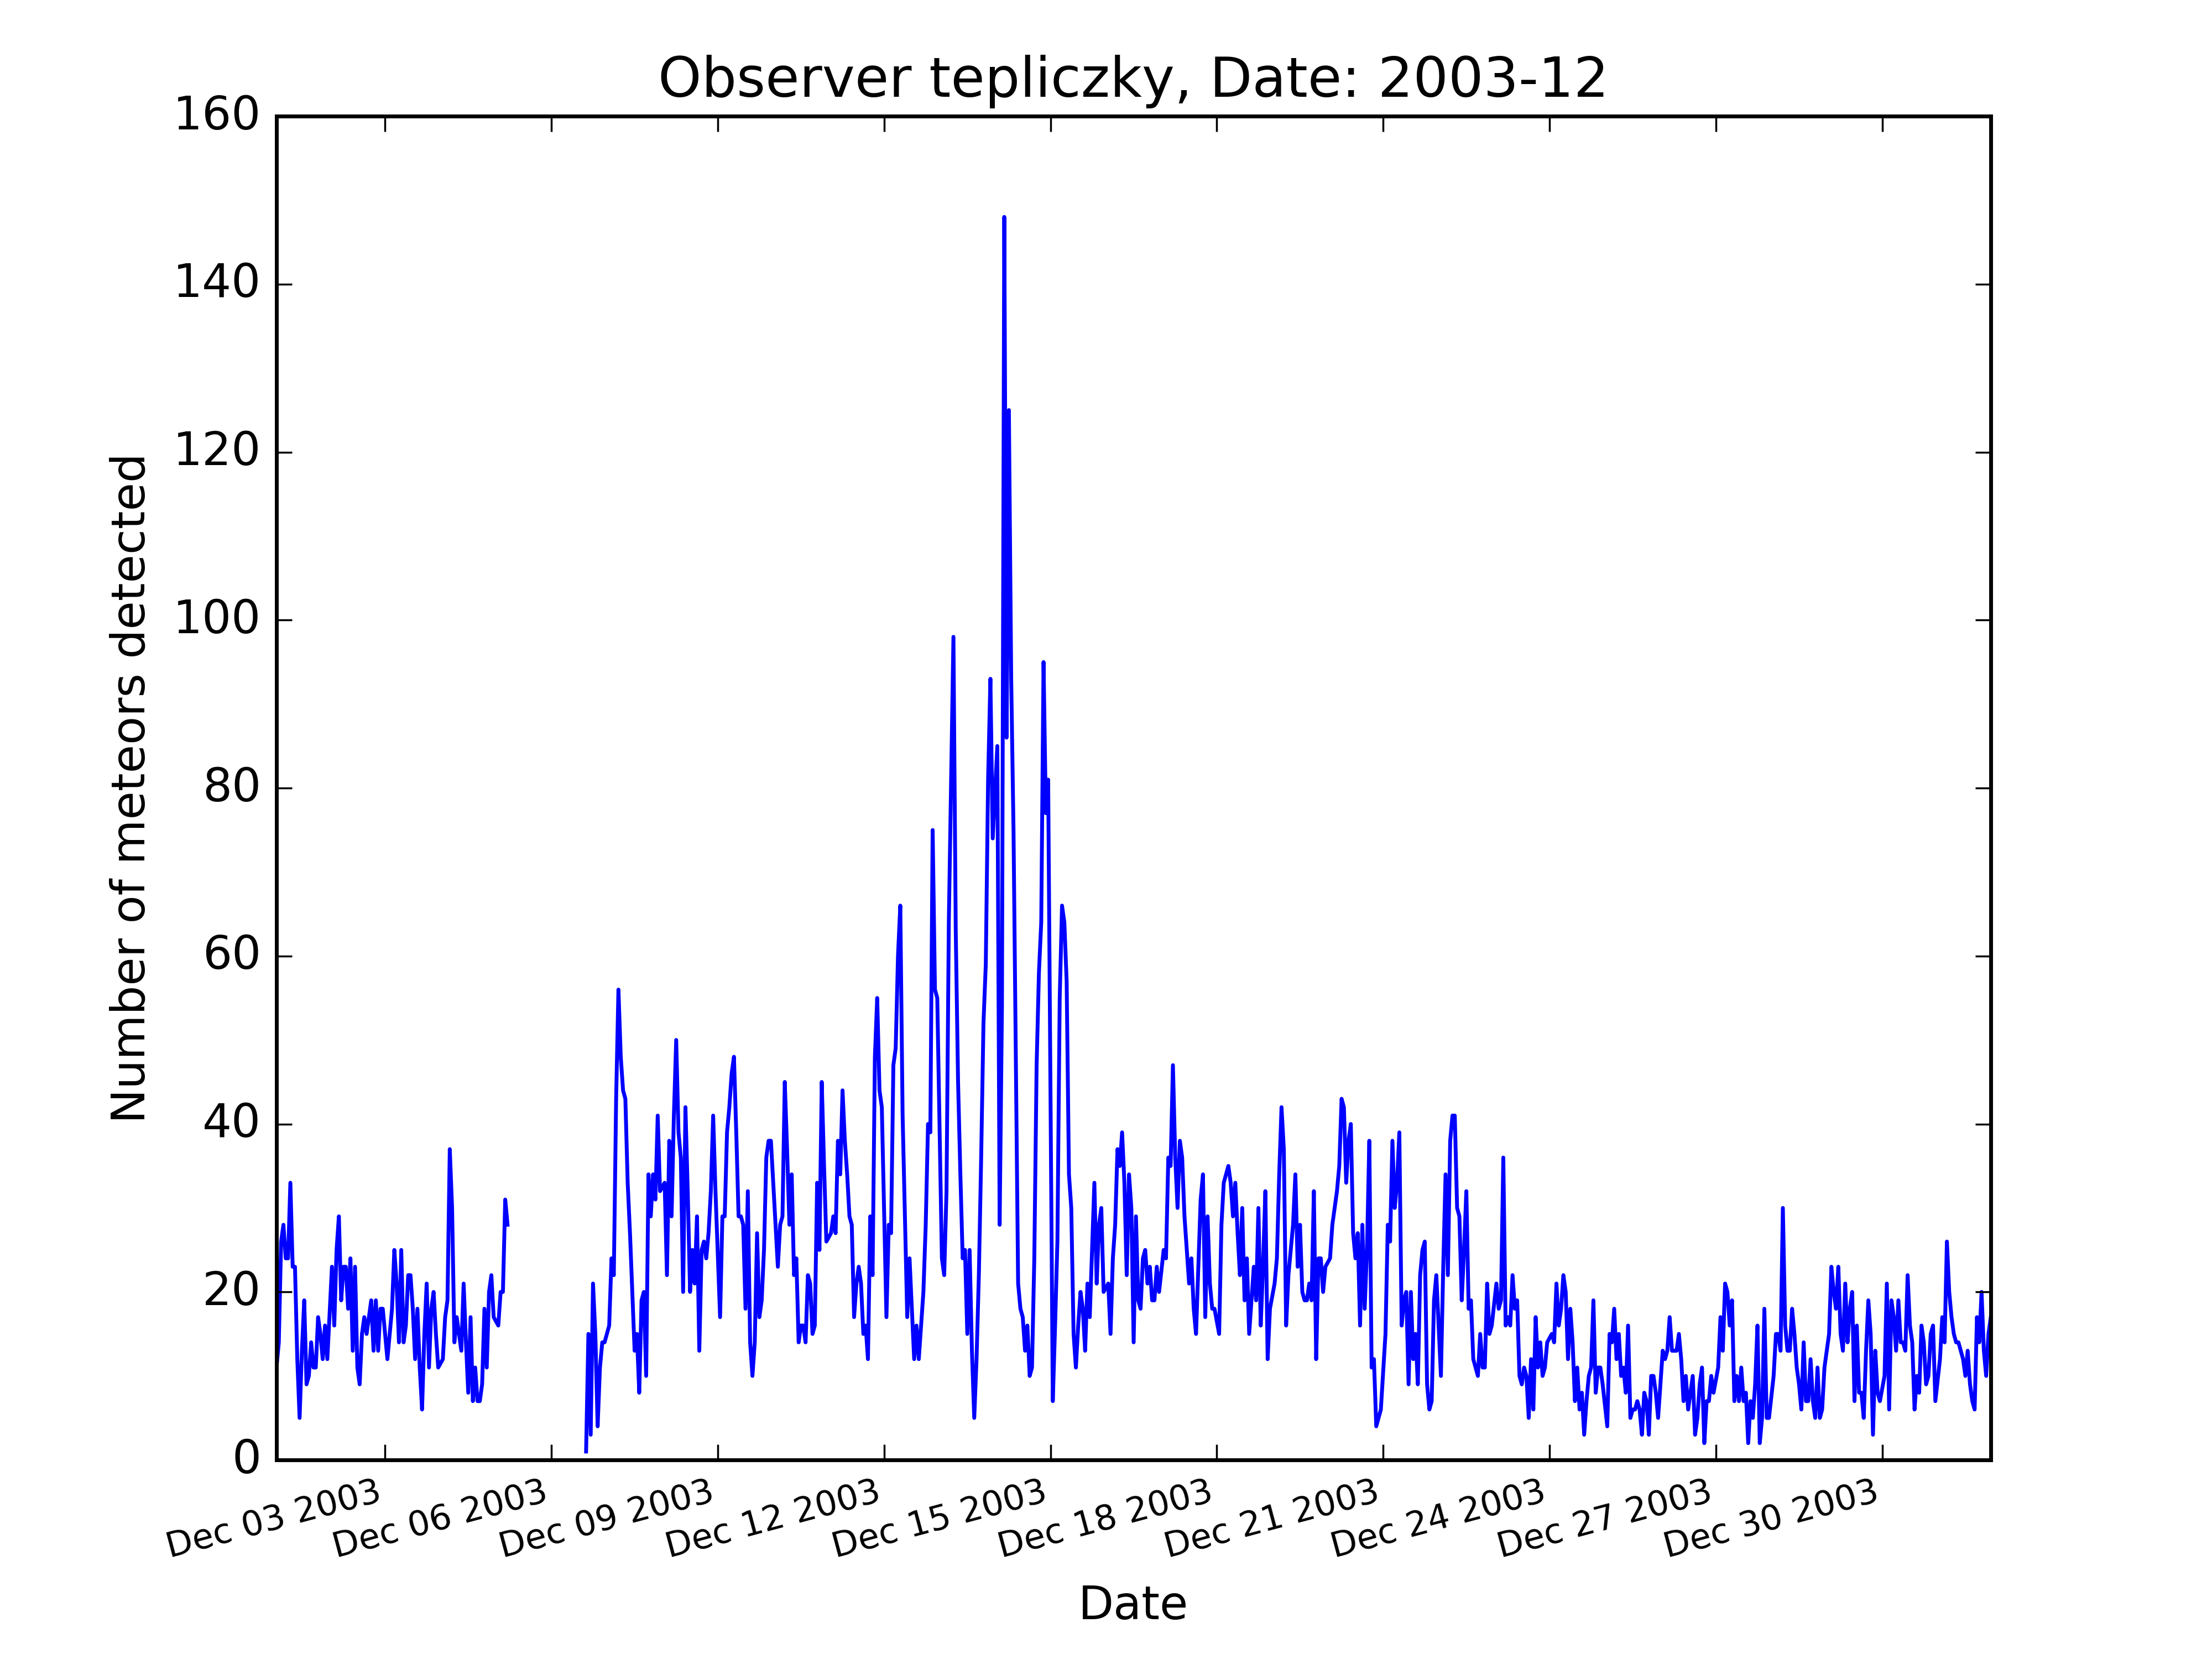 Observer tepliczky, Date: 2003-12
160
140
120
100
80
60
40
20
0
Number of meteors detected
Dec 03 2003
Dec 06 2003
Dec 09 2003
Dec 12 2003
Dec 15 2003
Dec 18 2003
Dec 21 2003
Dec 24 2003
Dec 27 2003
Dec 30 2003
Date